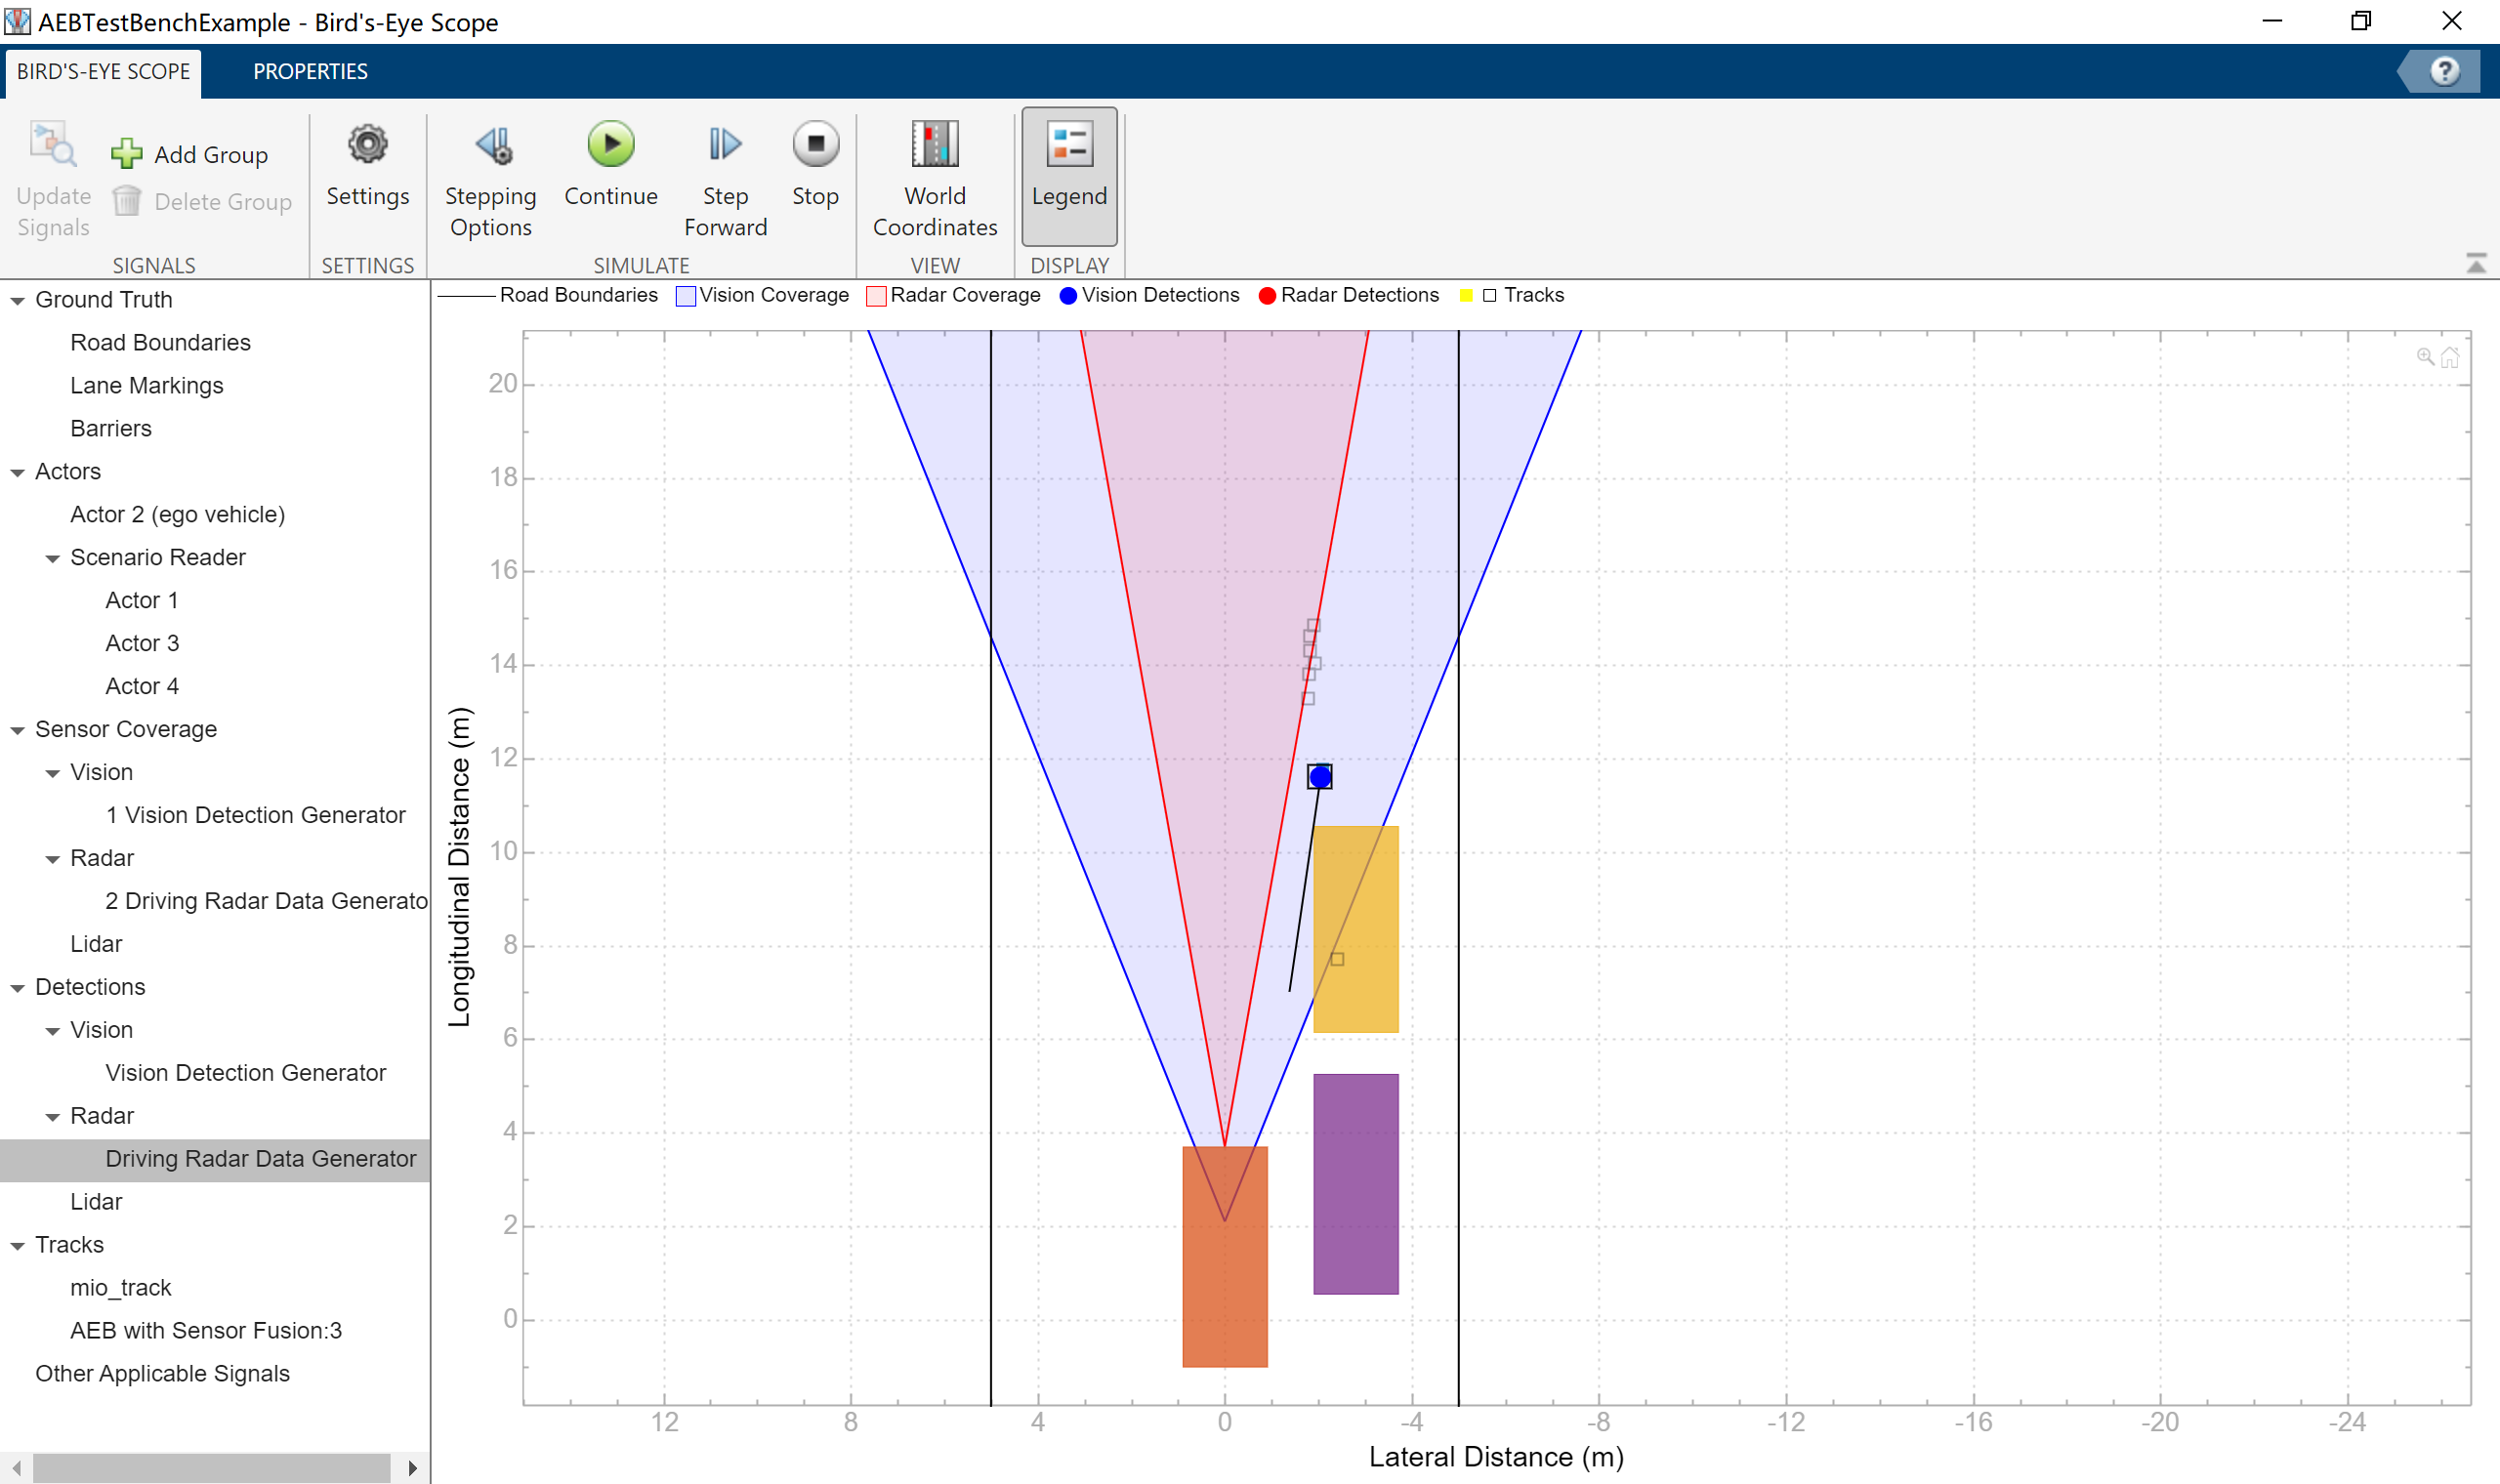 AEBTestBenchExample - Bird's-Eye Scope
BIRD'S-EYE SCOPE
PROPERTIES
?
Update
Signals
Add Group
Delete Group
SIGNALS
Settings
SETTINGS
Stepping
Options
Continue
Step
Forward
Stop
SIMULATE
World
Coordinates
VIEW
Legend
DISPLAY
Ground Truth
Road Boundaries
Lane Markings
Barriers
Actors
Actor 2 (ego vehicle)
Scenario Reader
Actor 1
Actor 3
Actor 4
Sensor Coverage
Vision
1 Vision Detection Generator
Radar
2 Driving Radar Data Generato
Lidar
Detections
Vision
Vision Detection Generator
Radar
Driving Radar Data Generator
Lidar
Tracks
mio_track
AEB with Sensor Fusion:3
Other Applicable Signals
Road Boundaries
Vision Coverage
Radar Coverage
Vision Detections
Radar Detections
Tracks
Longitudinal Distance (m)
20
18
16
14
12
10
8
6
4
2
0
12 8 4 0 -4 -8 -12 -16 -20 -24
Lateral Distance (m)